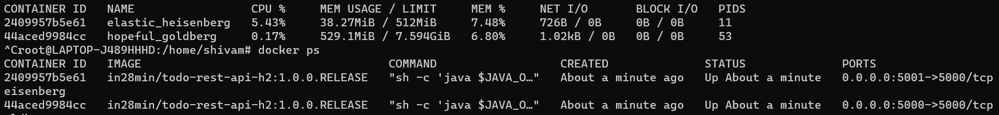 CONTAINER ID   NAME                 CPU %     MEM USAGE / LIMIT     MEM %     NET I/O       BLOCK I/O   PIDS
2409957b5e61   elastic_heisenberg   5.43%     38.27MiB / 512MiB     7.48%     726B / 0B     0B / 0B     11
44aced9984cc   hopeful_goldberg     0.17%     529.1MiB / 7.594GiB   6.80%     1.02kB / 0B   0B / 0B     53
^Croot@LAPTOP-J489HHHD:/home/shivam# docker ps
CONTAINER ID   IMAGE                             COMMAND                  CREATED              STATUS              PORTS
2409957b5e61   in28min/todo-rest-api-h2:1.0.0.RELEASE   "sh -c 'java $JAVA_O…"   About a minute ago   Up About a minute   0.0.0.0:5001->5000/tcp
eisenberg
44aced9984cc   in28min/todo-rest-api-h2:1.0.0.RELEASE   "sh -c 'java $JAVA_O…"   About a minute ago   Up About a minute   0.0.0.0:5000->5000/tcp